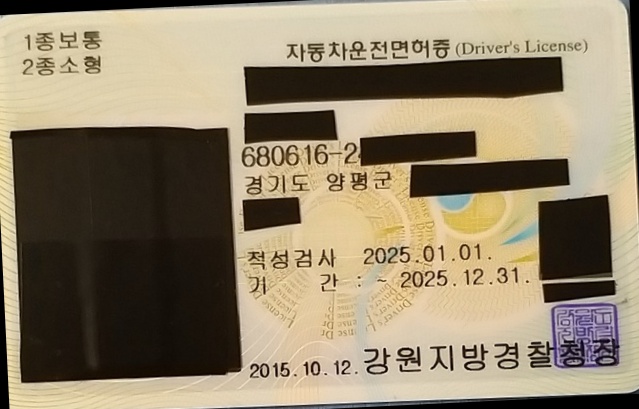 1종보통
2종소형
자동차운전면허증 (Driver's License)
680616-2
경기도 양평군
적성검사 2025.01.01.
기 간 : ~ 2025.12.31.
2015.10.12. 강원지방경찰청장